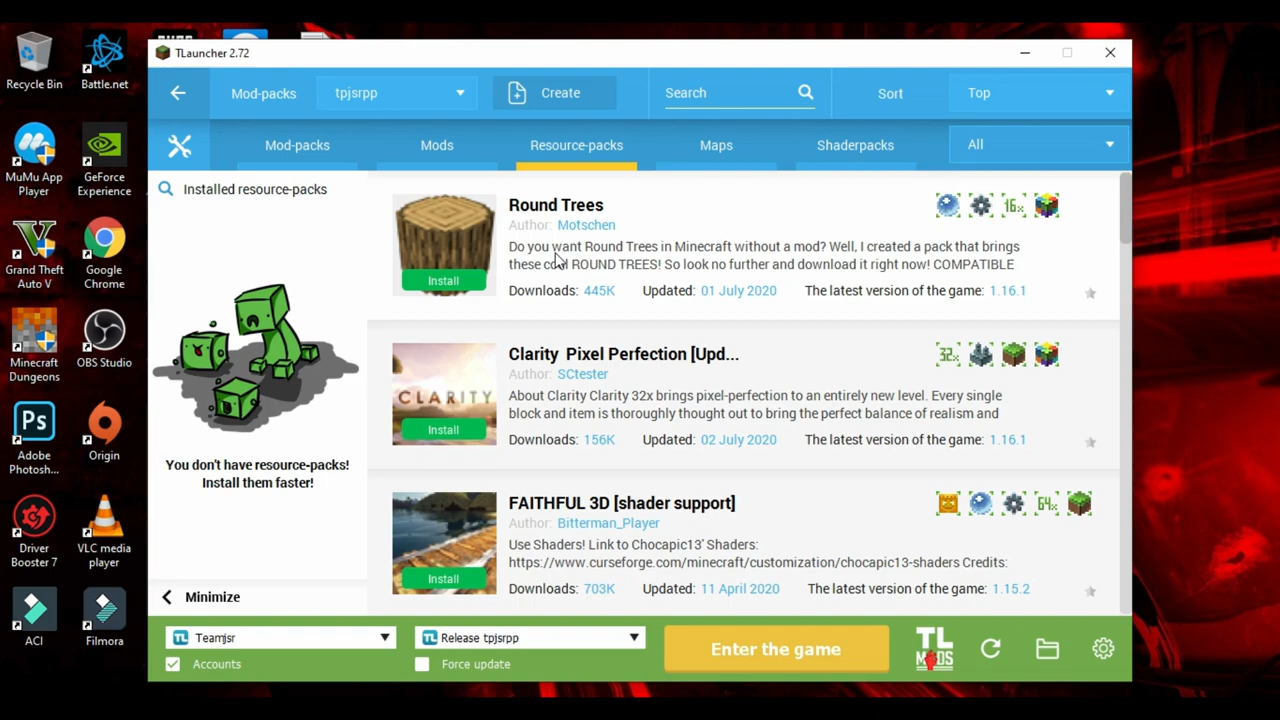 TLauncher 2.72
Recycle Bin
Battle.net
MuMu App Player
GeForce Experience
Grand Theft Auto V
Google Chrome
Minecraft Dungeons
OBS Studio
Ps
Adobe Photosh...
Origin
Driver Booster 7
VLC media player
ACI
Filmora
Mod-packs
tpjsrpp
Create
Search
Sort
Top
Mod-packs
Mods
Resource-packs
Maps
Shaderpacks
All
Installed resource-packs
You don't have resource-packs!
Install them faster!
Minimize
Round Trees
16x
Author: Motschen
Do you want Round Trees in Minecraft without a mod? Well, I created a pack that brings
these cool ROUND TREES! So look no further and download it right now! COMPATIBLE
Install
Downloads: 445K Updated: 01 July 2020 The latest version of the game: 1.16.1
Clarity Pixel Perfection [Upd...
32x
Author: SCtester
CLARITY
About Clarity Clarity 32x brings pixel-perfection to an entirely new level. Every single
block and item is thoroughly thought out to bring the perfect balance of realism and
Install
Downloads: 156K Updated: 02 July 2020 The latest version of the game: 1.16.1
FAITHFUL 3D [shader support]
64x
Author: Bitterman_Player
Use Shaders! Link to Chocapic13' Shaders:
https://www.curseforge.com/minecraft/customization/chocapic13-shaders Credits:
Install
Downloads: 703K Updated: 11 April 2020 The latest version of the game: 1.15.2
TL Teamjsr
TL Release tpjsrpp
Enter the game
TL MODS
Accounts
Force update